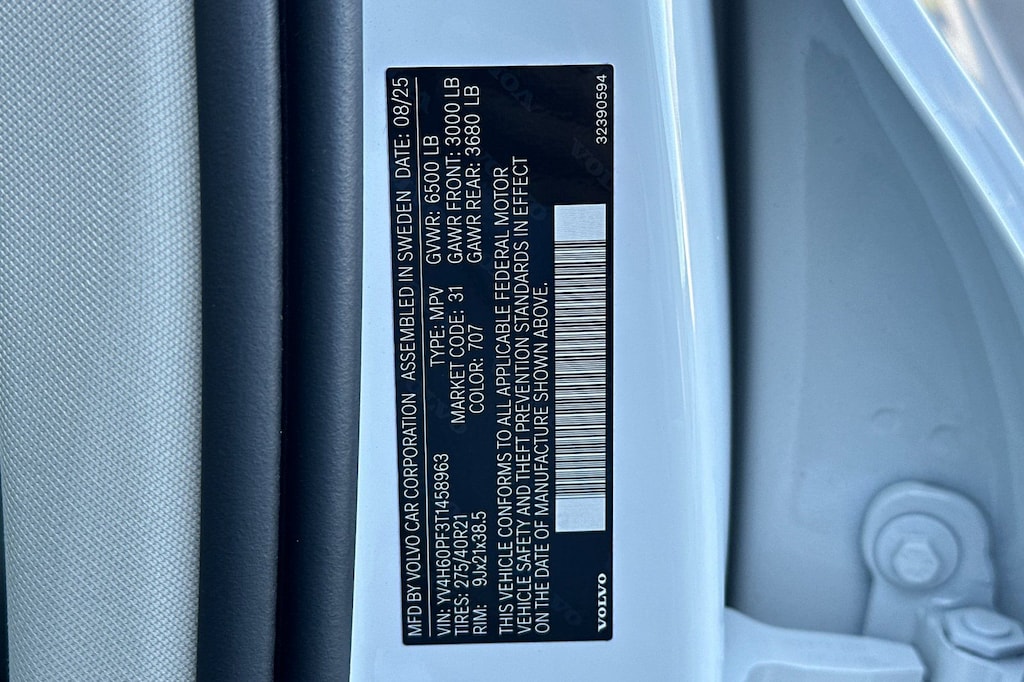 MFD BY VOLVO CAR CORPORATION ASSEMBLED IN SWEDEN DATE: 08/25
VIN: YV4H60PF3T1458963 TYPE: MPV GVWR: 6500 LB
TIRES: 275/40R21 MARKET CODE: 31 GAWR FRONT: 3000 LB
RIM: 9Jx21x38.5 COLOR: 707 GAWR REAR: 3680 LB
THIS VEHICLE CONFORMS TO ALL APPLICABLE FEDERAL MOTOR
VEHICLE SAFETY AND THEFT PREVENTION STANDARDS IN EFFECT
ON THE DATE OF MANUFACTURE SHOWN ABOVE.
VOLVO 32390594